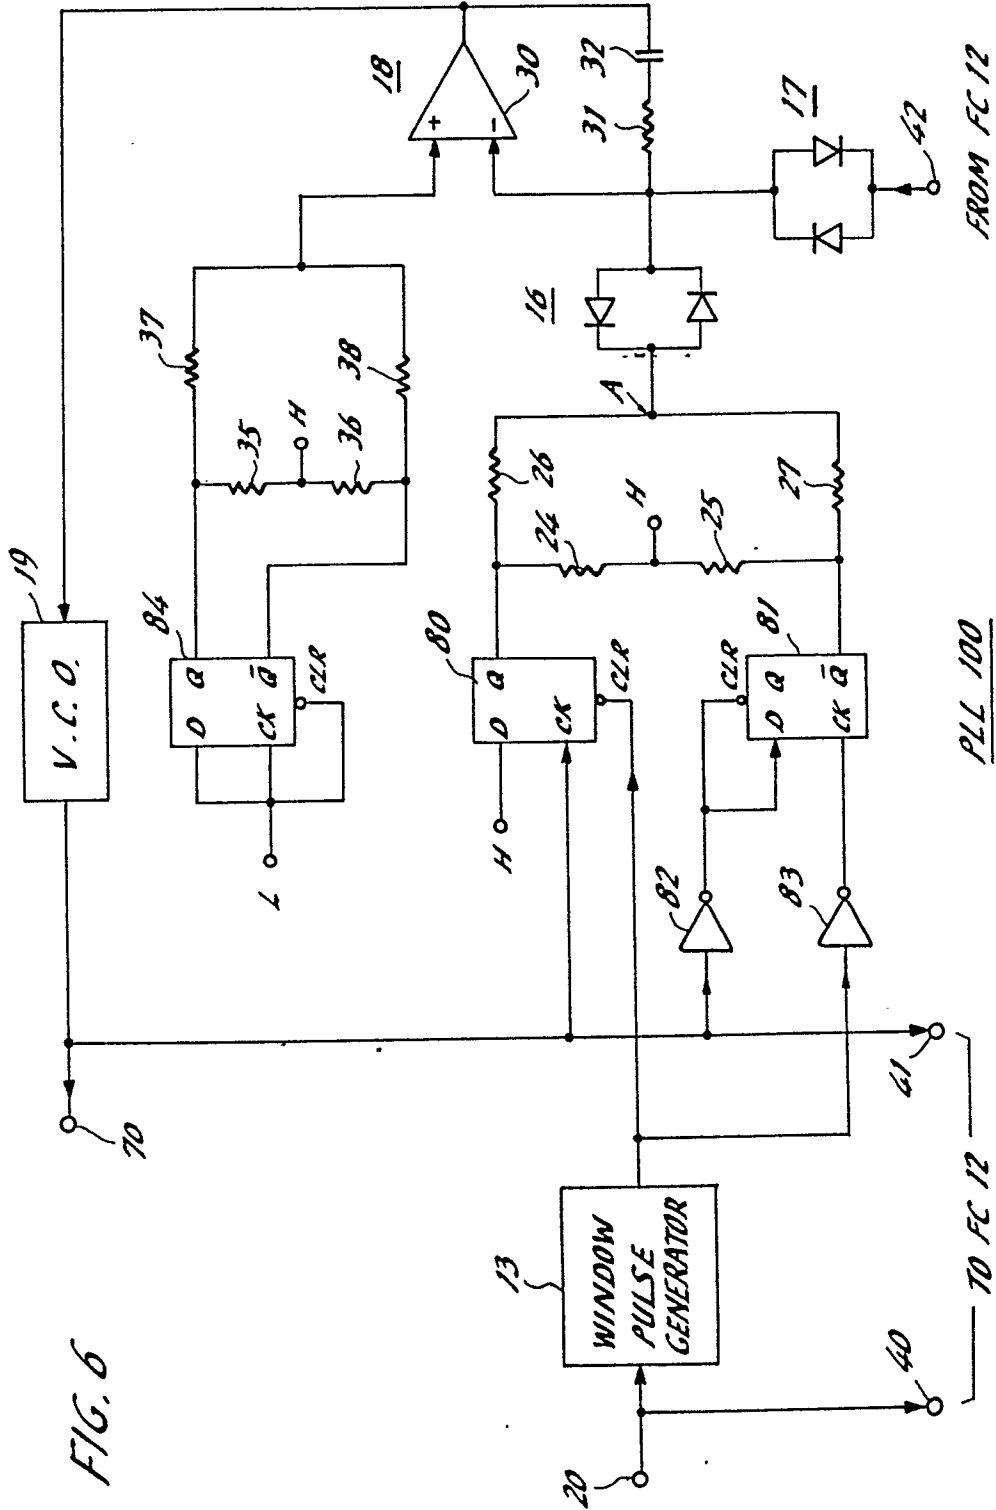 FIG. 6
PLL 100
V.C.O.
19
70
84
D Q
CK Q̄
CLR
L
37
35
H
36
38
18
+
−
30
31
32
17
42
FROM FC 12
16
A
80
D Q
CK
CLR
H
26
24
H
25
27
81
CLR
D Q
CK Q̄
82
83
13
WINDOW
PULSE
GENERATOR
20
40
41
TO FC 12